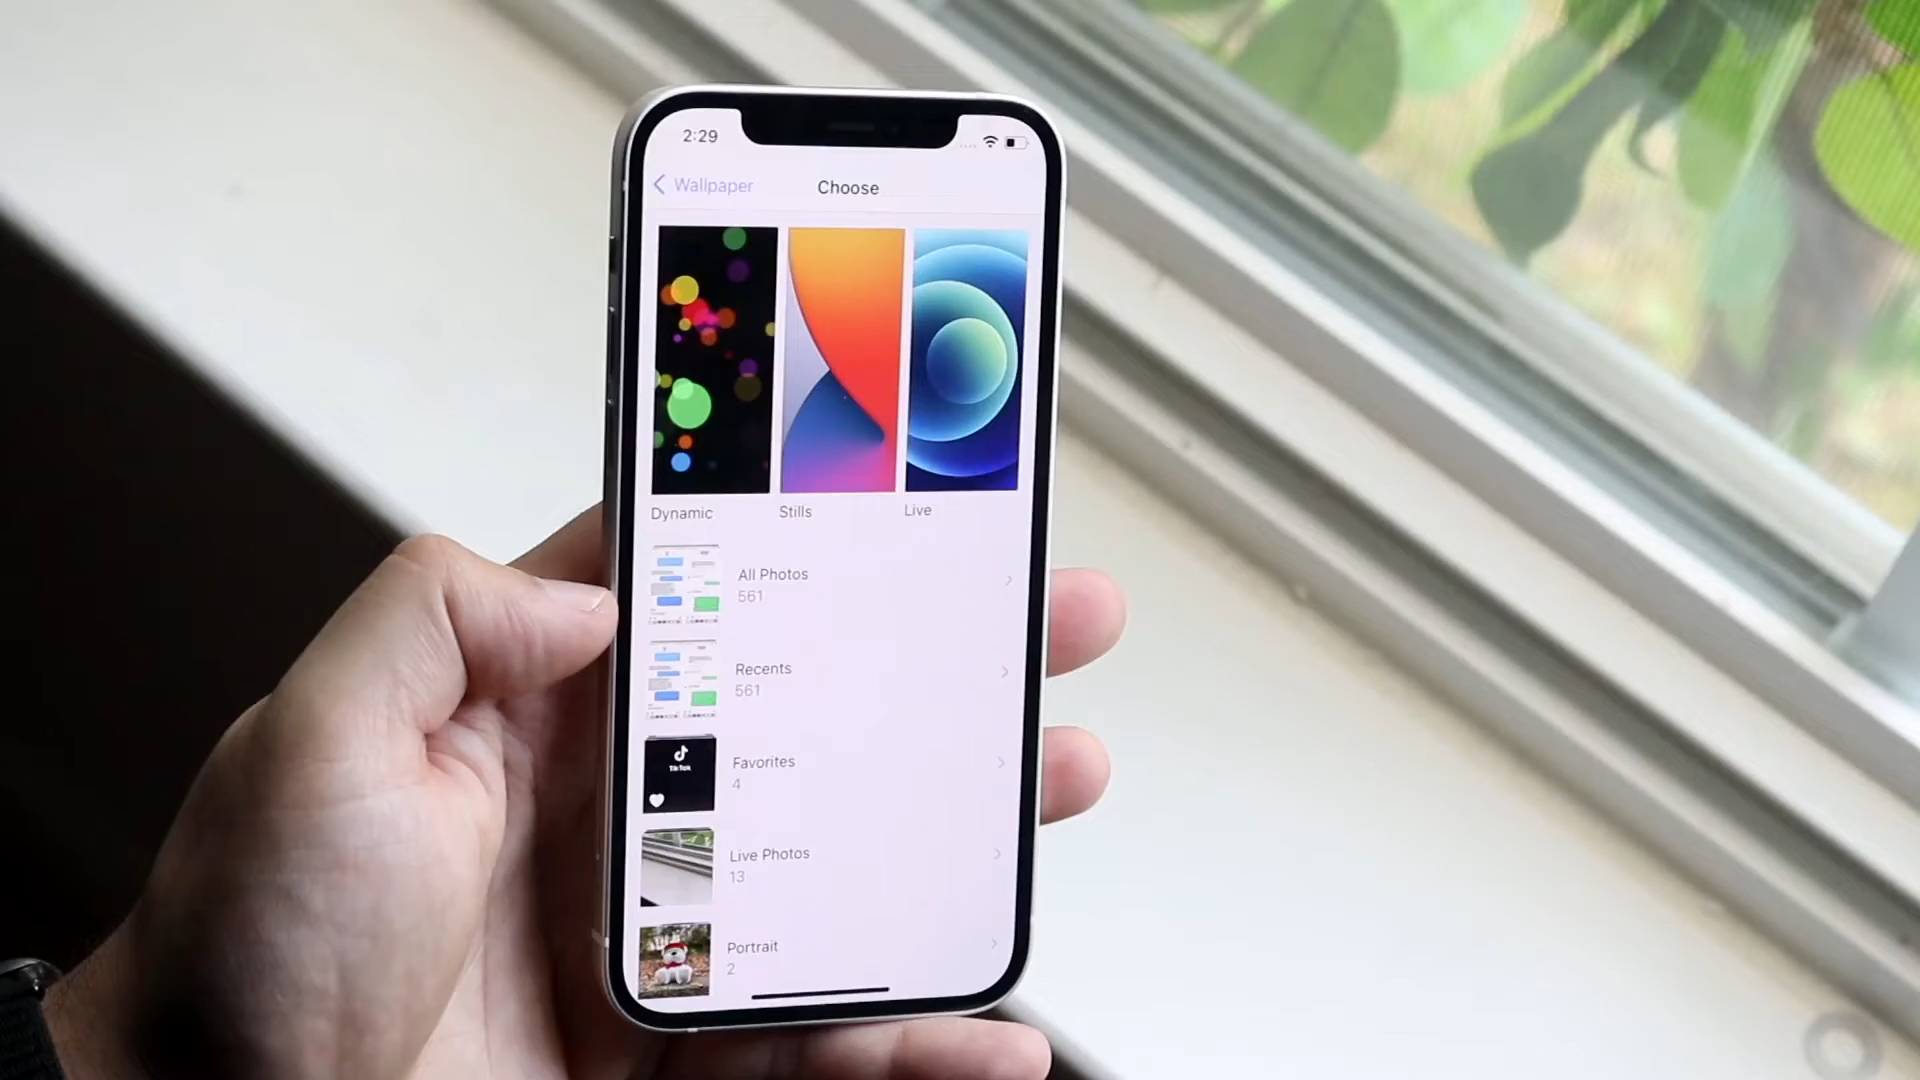 2:29
Wallpaper
Choose
Dynamic
Stills
Live
All Photos
561
Recents
561
Favorites
4
TikTok
Live Photos
13
Portrait
2